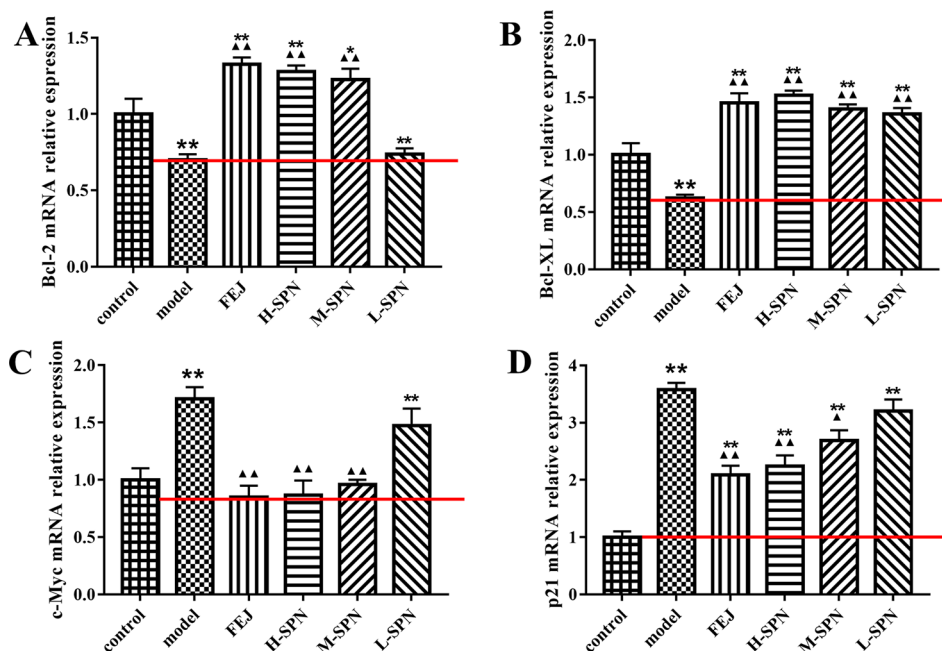 A
Bcl-2 mRNA relative espression
1.5
1.0
0.5
0.0
**
▲▲
**
▲▲
*
▲▲
**
**
control
model
FEJ
H-SPN
M-SPN
L-SPN
B
Bcl-XL mRNA relative expression
2.0
1.5
1.0
0.5
0.0
**
▲▲
**
▲▲
**
▲▲
**
▲▲
**
control
model
FEJ
H-SPN
M-SPN
L-SPN
C
c-Myc mRNA relative expression
2.0
1.5
1.0
0.5
0.0
**
**
▲▲
▲▲
▲▲
control
model
FEJ
H-SPN
M-SPN
L-SPN
D
p21 mRNA relative expression
4
3
2
1
0
**
**
▲▲
**
▲▲
**
▲
**
control
model
FEJ
H-SPN
M-SPN
L-SPN